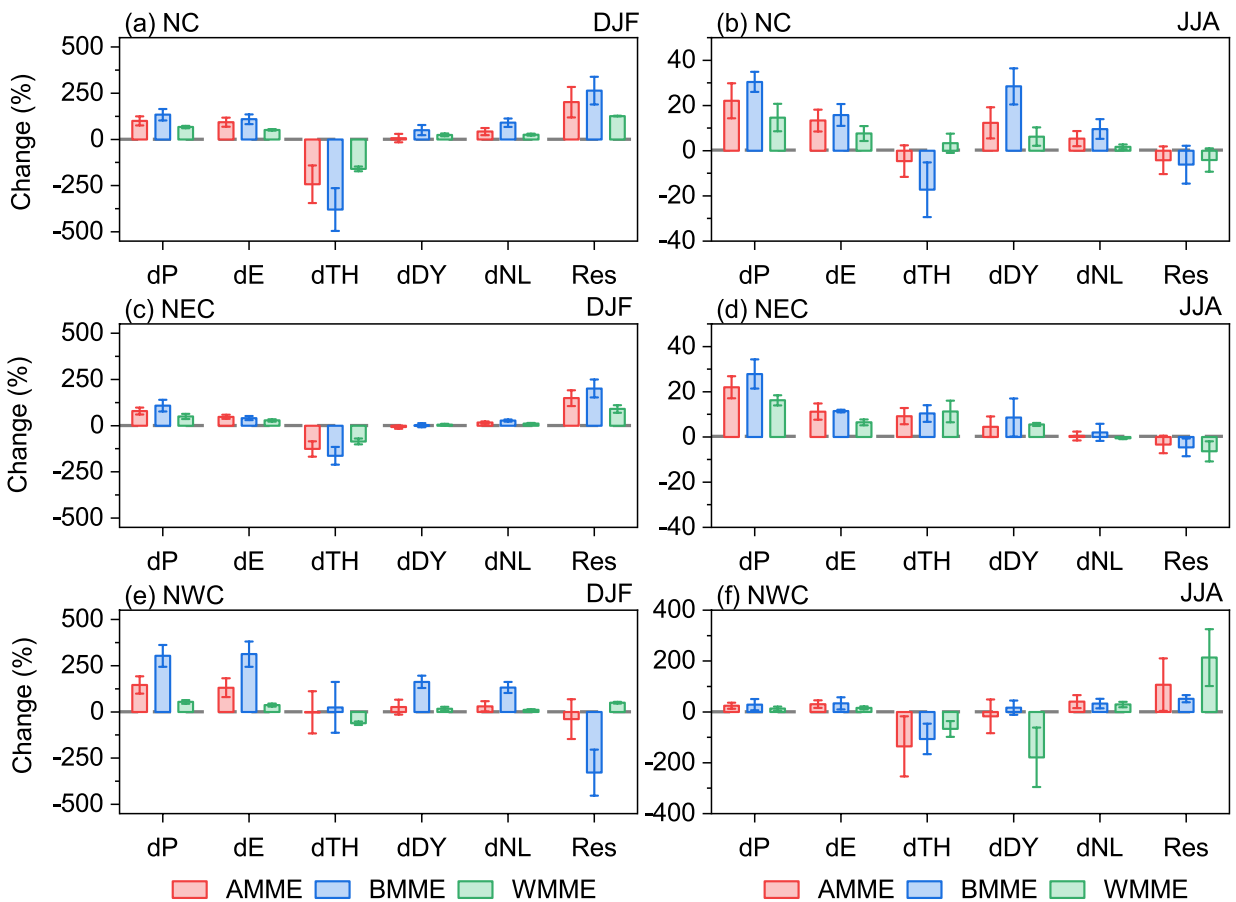 (a) NC DJF
Change (%)
500
250
0
-250
-500
dP dE dTH dDY dNL Res
(b) NC JJA
40
20
0
-20
-40
dP dE dTH dDY dNL Res
(c) NEC DJF
Change (%)
500
250
0
-250
-500
dP dE dTH dDY dNL Res
(d) NEC JJA
40
20
0
-20
-40
dP dE dTH dDY dNL Res
(e) NWC DJF
Change (%)
500
250
0
-250
-500
dP dE dTH dDY dNL Res
AMME BMME WMME
(f) NWC JJA
400
200
0
-200
-400
dP dE dTH dDY dNL Res
AMME BMME WMME